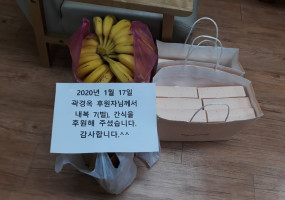 2020년 1월 17일
곽경옥 후원자님께서
내복 7(벌), 간식을
후원해 주셨습니다.
감사합니다.^^